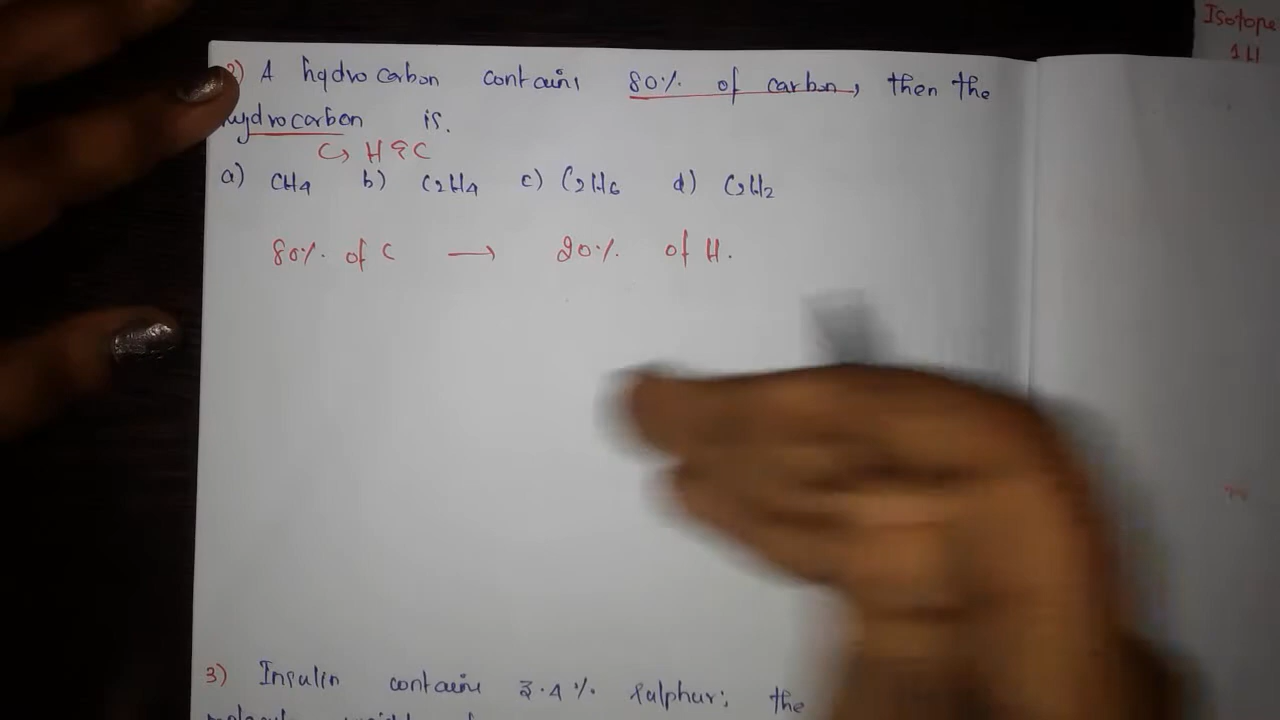 Isotope
2) A hydrocarbon contains 80% of carbon, then the
hydrocarbon is.
↳ H & C
a) CH4 b) C2H4 c) C2H6 d) C2H2
80% of C → 20% of H.
3) Insulin contains 3.4% sulphur; the